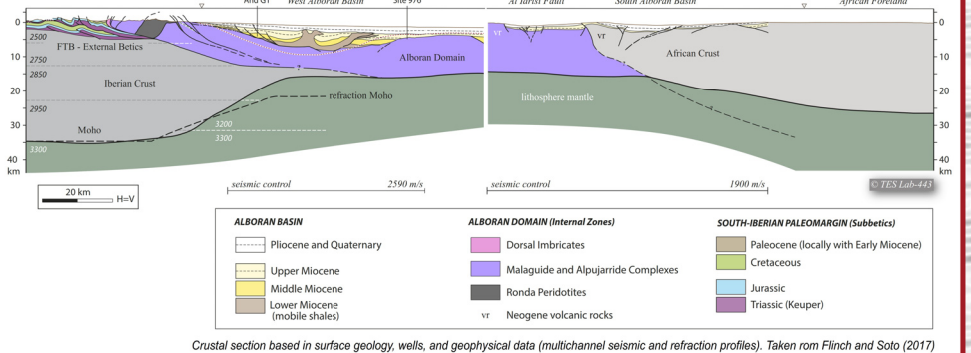 And G1 West Alboran Basin Site 976 Al Idrisi Fault South Alboran Basin African Foreland
0 0
2500 FTB - External Betics vr vr African Crust
10 2750 Alboran Domain 10
2850
Iberian Crust
refraction Moho lithosphere mantle
2950
30 Moho 3200 30
3300 3300
40 40
km km
20 km H=V
seismic control 2590 m/s seismic control 1900 m/s
© TES Lab-443
ALBORAN BASIN
Pliocene and Quaternary
Upper Miocene
Middle Miocene
Lower Miocene
(mobile shales)
ALBORAN DOMAIN (Internal Zones)
Dorsal Imbricates
Malaguide and Alpujarride Complexes
Ronda Peridotites
vr Neogene volcanic rocks
SOUTH-IBERIAN PALEOMARGIN (Subbetics)
Paleocene (locally with Early Miocene)
Cretaceous
Jurassic
Triassic (Keuper)
Crustal section based in surface geology, wells, and geophysical data (multichannel seismic and refraction profiles). Taken rom Flinch and Soto (2017)